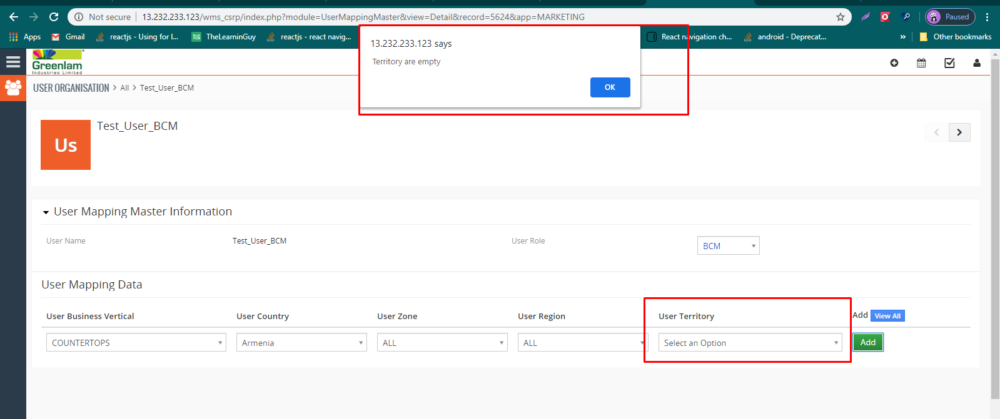 Not secure | 13.232.233.123/wms_csrp/index.php?module=UserMappingMaster&view=Detail&record=5624&app=MARKETING Paused
Apps Gmail reactjs - Using for l... TLG TheLearnGuy reactjs - react navig... React navigation ch... android - Deprecat... » Other bookmarks
13.232.233.123 says
Territory are empty
OK
Greenlam
Industries Limited
USER ORGANISATION > All > Test_User_BCM
Us
Test_User_BCM
User Mapping Master Information
User Name Test_User_BCM User Role BCM
User Mapping Data
User Business Vertical User Country User Zone User Region User Territory Add View All
COUNTERTOPS Armenia ALL ALL Select an Option Add